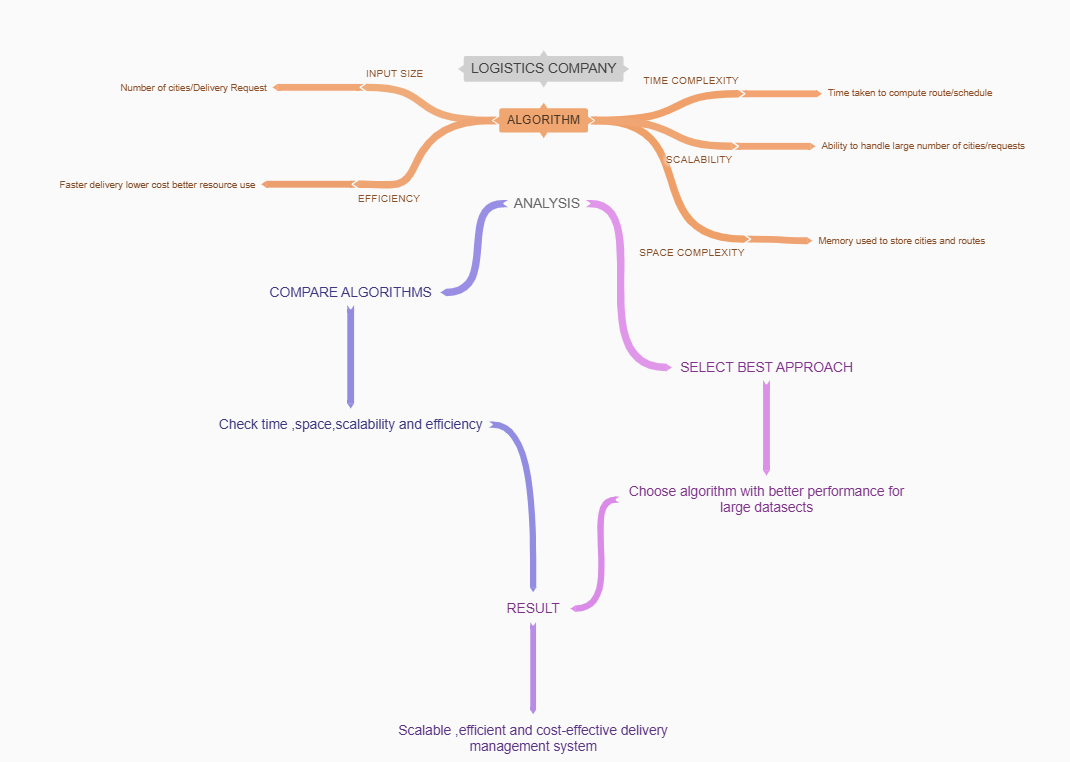 LOGISTICS COMPANY
INPUT SIZE
TIME COMPLEXITY
Number of cities/Delivery Request
Time taken to compute route/schedule
ALGORITHM
Ability to handle large number of cities/requests
SCALABILITY
Faster delivery lower cost better resource use
EFFICIENCY
ANALYSIS
Memory used to store cities and routes
SPACE COMPLEXITY
COMPARE ALGORITHMS
SELECT BEST APPROACH
Check time ,space,scalability and efficiency
Choose algorithm with better performance for
large datasects
RESULT
Scalable ,efficient and cost-effective delivery
management system